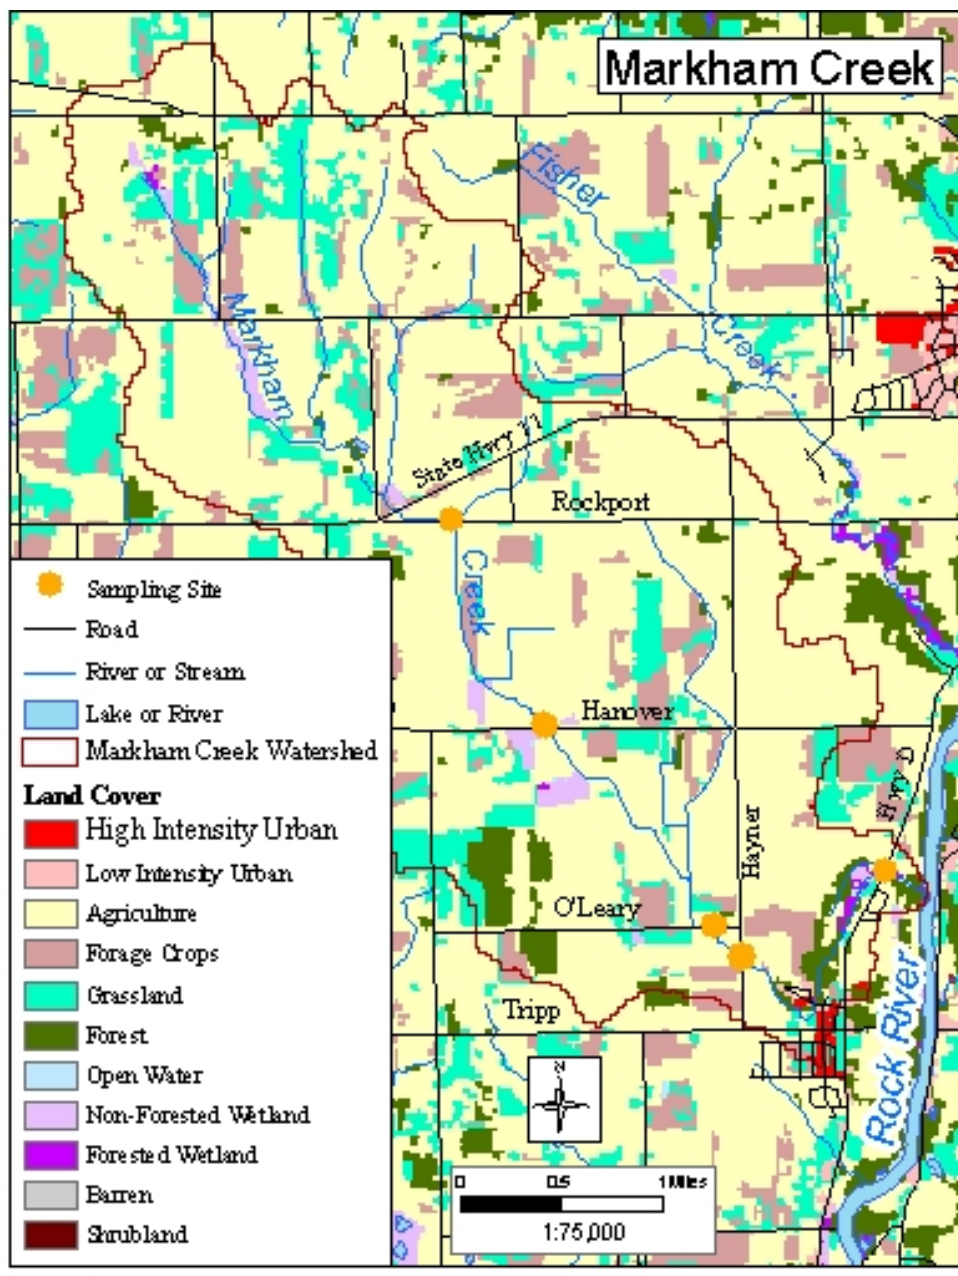 Markham Creek
Fisher
Creek
Markham
State Hwy 11
Rockport
Creek
Hanover
Hwy D
Hayner
O'Leary
Tripp
Rock River
Sampling Site
Road
River or Stream
Lake or River
Markham Creek Watershed
Land Cover
High Intensity Urban
Low Intensity Urban
Agriculture
Forage Crops
Grassland
Forest
Open Water
Non-Forested Wetland
Forested Wetland
Barren
Shrubland
N
0 0.5 1 Miles
1:75,000